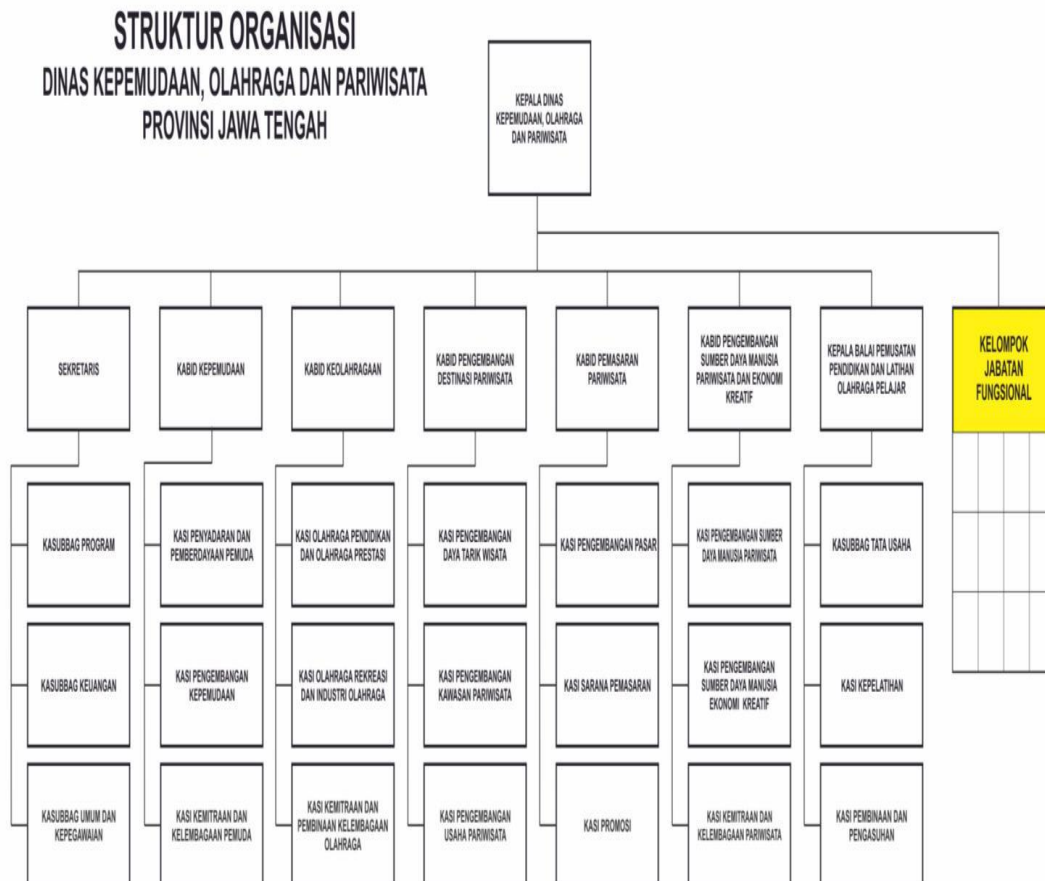 STRUKTUR ORGANISASI
DINAS KEPEMUDAAN, OLAHRAGA DAN PARIWISATA
PROVINSI JAWA TENGAH
KEPALA DINAS
KEPEMUDAAN, OLAHRAGA
DAN PARIWISATA
SEKRETARIS
KABID KEPEMUDAAN
KABID KEOLAHRAGAAN
KABID PENGEMBANGAN
DESTINASI PARIWISATA
KABID PEMASARAN
PARIWISATA
KABID PENGEMBANGAN
SUMBER DAYA MANUSIA
PARIWISATA DAN EKONOMI
KREATIF
KEPALA BALAI PEMUSATAN
PENDIDIKAN DAN LATIHAN
OLAHRAGA PELAJAR
KELOMPOK
JABATAN
FUNGSIONAL
KASUBBAG PROGRAM
KASI PENYADARAN DAN
PEMBERDAYAAN PEMUDA
KASI OLAHRAGA PENDIDIKAN
DAN OLAHRAGA PRESTASI
KASI PENGEMBANGAN
DAYA TARIK WISATA
KASI PENGEMBANGAN PASAR
KASI PENGEMBANGAN SUMBER
DAYA MANUSIA PARIWISATA
KASUBBAG TATA USAHA
KASUBBAG KEUANGAN
KASI PENGEMBANGAN
KEPEMUDAAN
KASI OLAHRAGA REKREASI
DAN INDUSTRI OLAHRAGA
KASI PENGEMBANGAN
KAWASAN PARIWISATA
KASI SARANA PEMASARAN
KASI PENGEMBANGAN
SUMBER DAYA MANUSIA
EKONOMI KREATIF
KASI KEPELATIHAN
KASUBBAG UMUM DAN
KEPEGAWAIAN
KASI KEMITRAAN DAN
KELEMBAGAAN PEMUDA
KASI KEMITRAAN DAN
PEMBINAAN KELEMBAGAAN
OLAHRAGA
KASI PENGEMBANGAN
USAHA PARIWISATA
KASI PROMOSI
KASI KEMITRAAN DAN
KELEMBAGAAN PARIWISATA
KASI PEMBINAAN DAN
PENGASUHAN